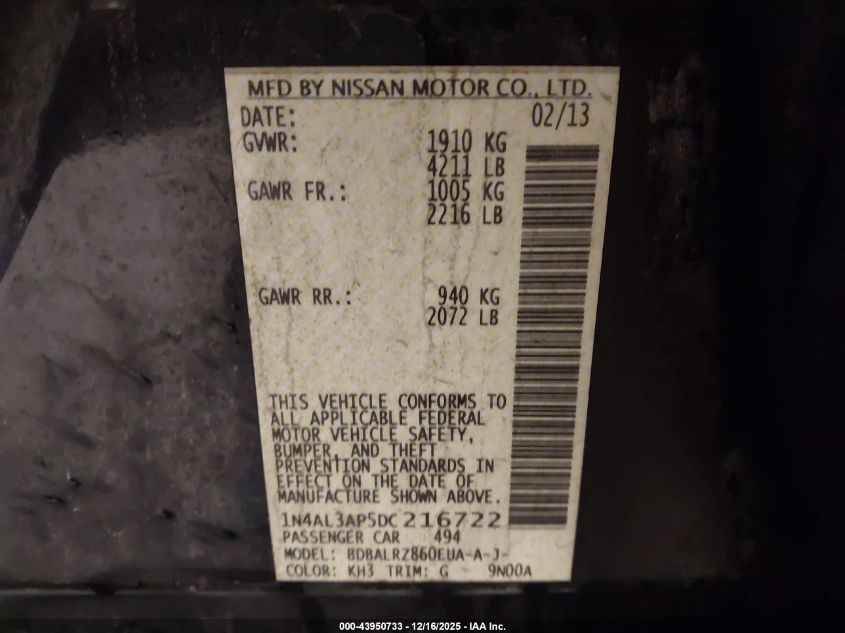 MFD BY NISSAN MOTOR CO., LTD.
DATE: 02/13
GVWR: 1910 KG
4211 LB
GAWR FR.: 1005 KG
2216 LB
GAWR RR.: 940 KG
2072 LB
THIS VEHICLE CONFORMS TO
ALL APPLICABLE FEDERAL
MOTOR VEHICLE SAFETY,
BUMPER, AND THEFT
PREVENTION STANDARDS IN
EFFECT ON THE DATE OF
MANUFACTURE SHOWN ABOVE.
1N4AL3AP5DC216722
PASSENGER CAR 494
MODEL: BDBALRZ860EUA-A-J-
COLOR: KH3 TRIM: G 9N00A
000-43950733 - 12/16/2025 - IAA Inc.